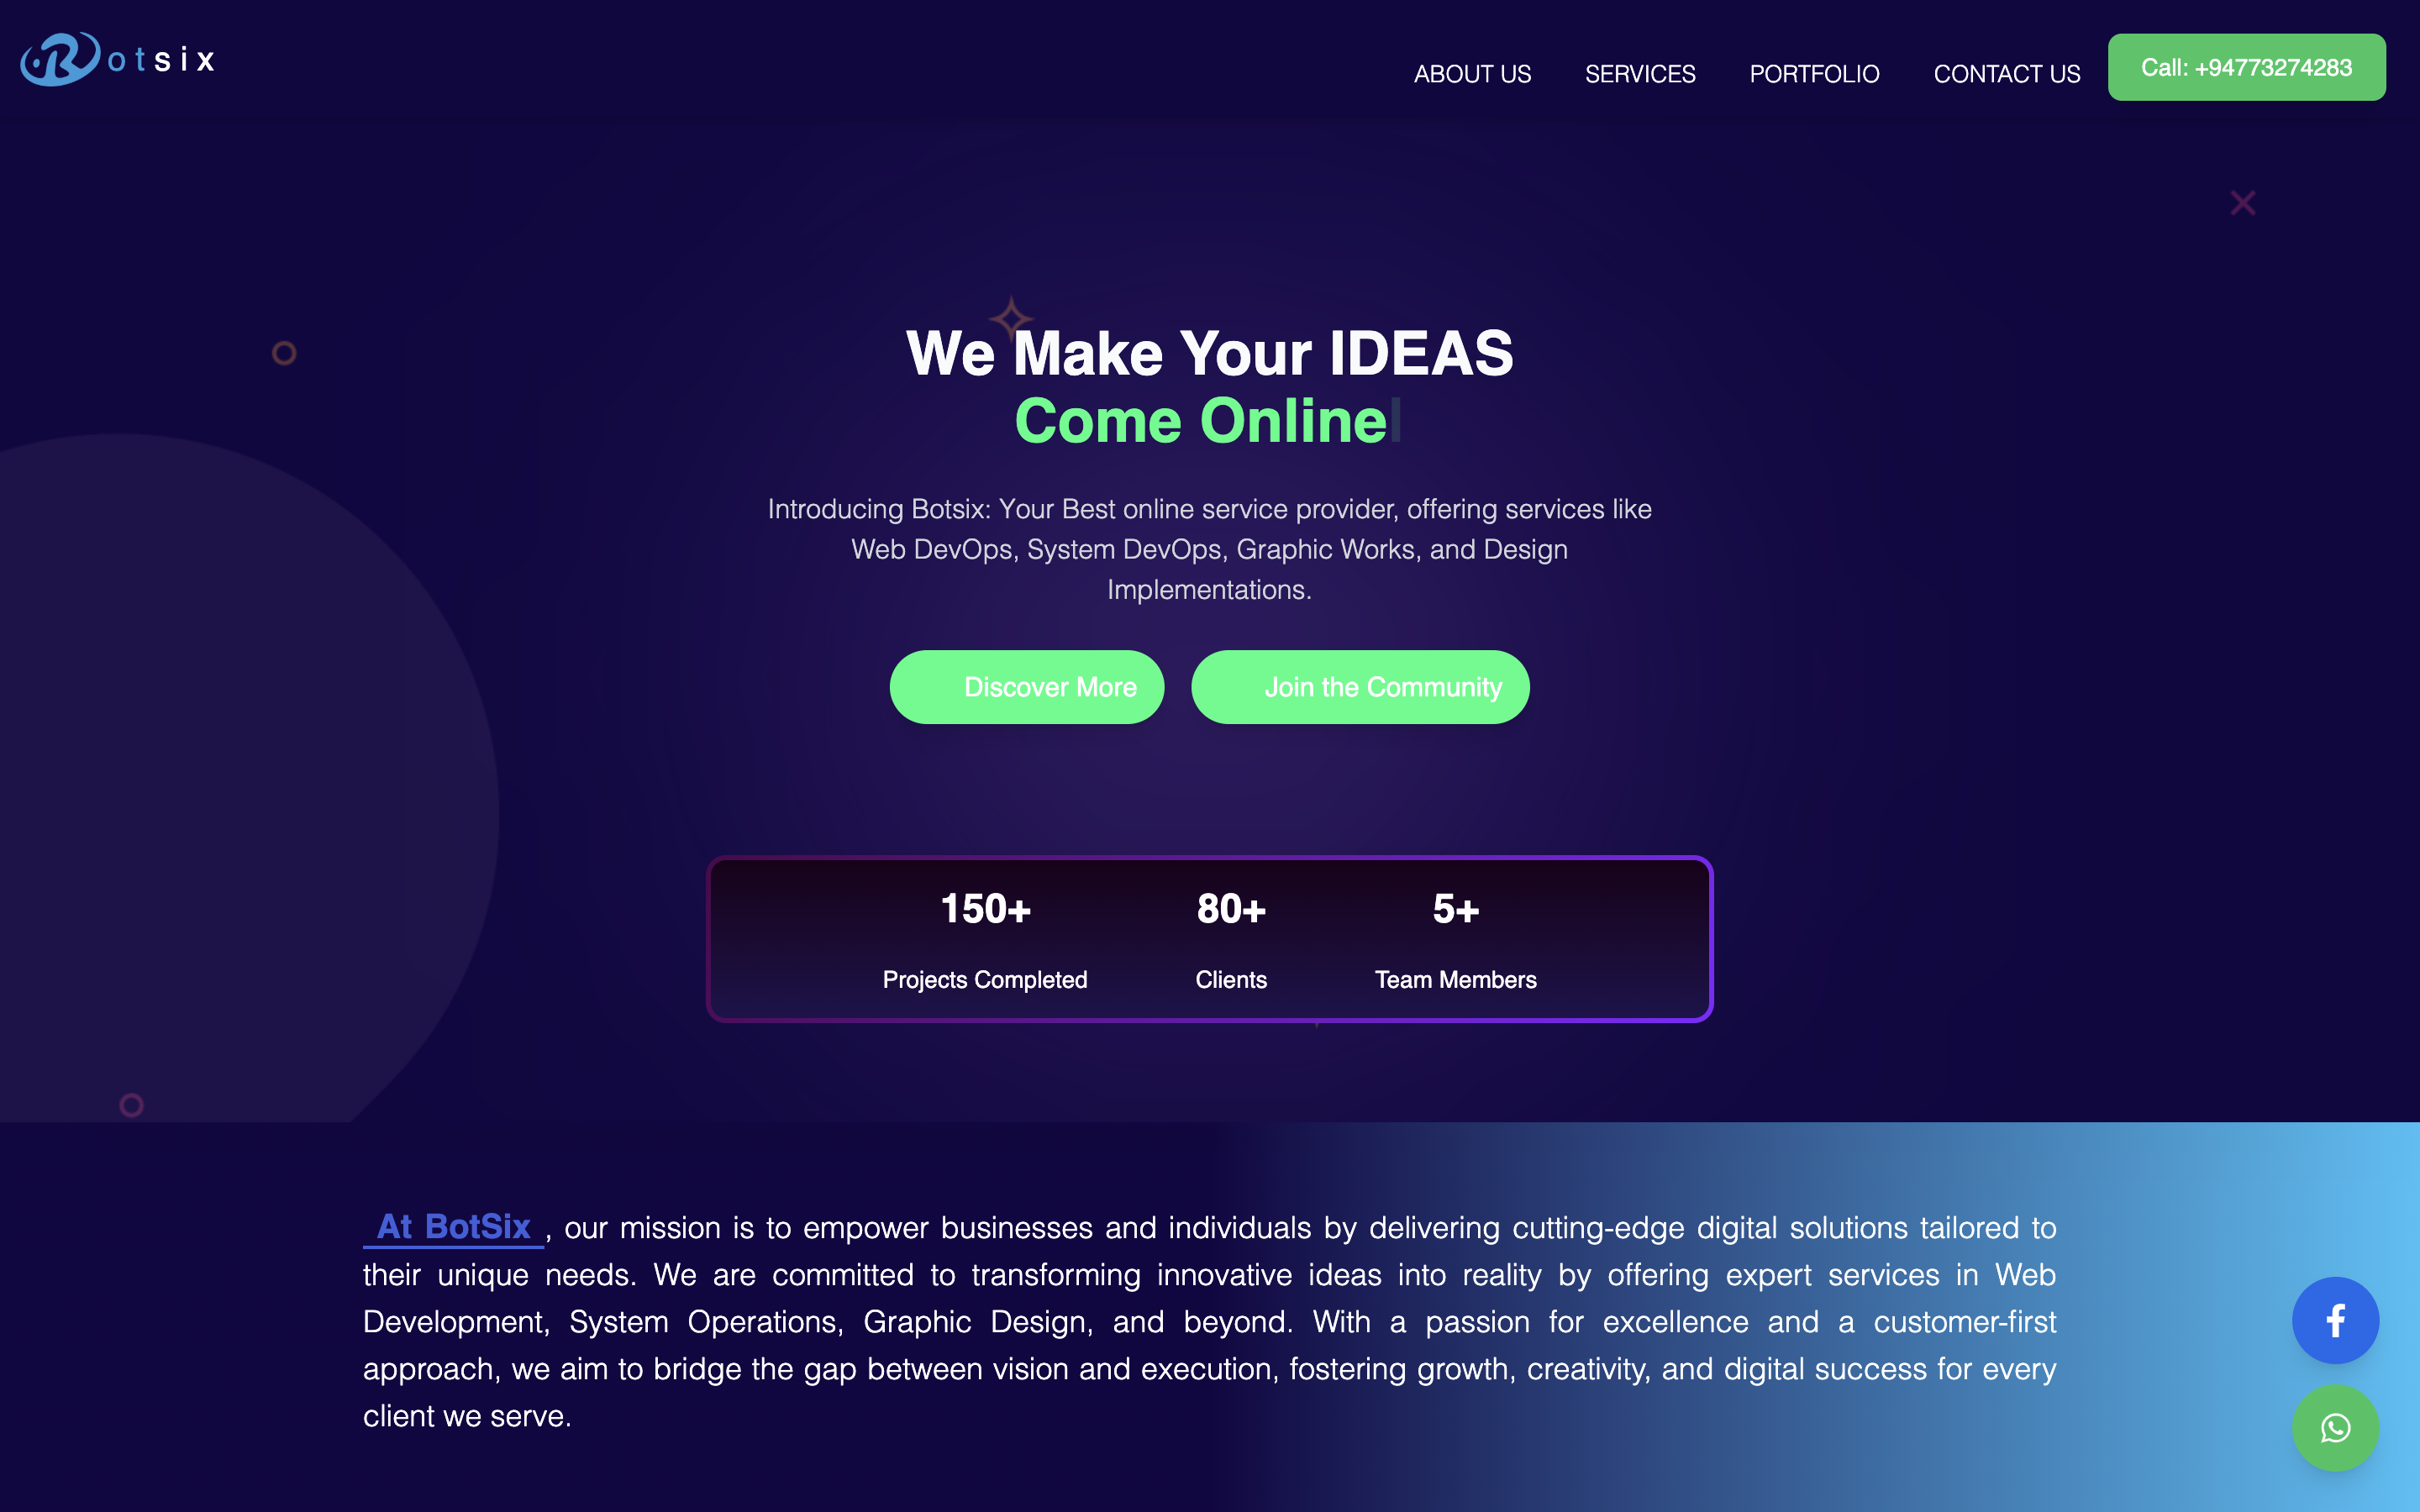 Botsix
ABOUT US
SERVICES
PORTFOLIO
CONTACT US
Call: +94773274283
We Make Your IDEAS
Come Online
Introducing Botsix: Your Best online service provider, offering services like
Web DevOps, System DevOps, Graphic Works, and Design
Implementations.
Discover More
Join the Community
150+
Projects Completed
80+
Clients
5+
Team Members
At BotSix , our mission is to empower businesses and individuals by delivering cutting-edge digital solutions tailored to
their unique needs. We are committed to transforming innovative ideas into reality by offering expert services in Web
Development, System Operations, Graphic Design, and beyond. With a passion for excellence and a customer-first
approach, we aim to bridge the gap between vision and execution, fostering growth, creativity, and digital success for every
client we serve.